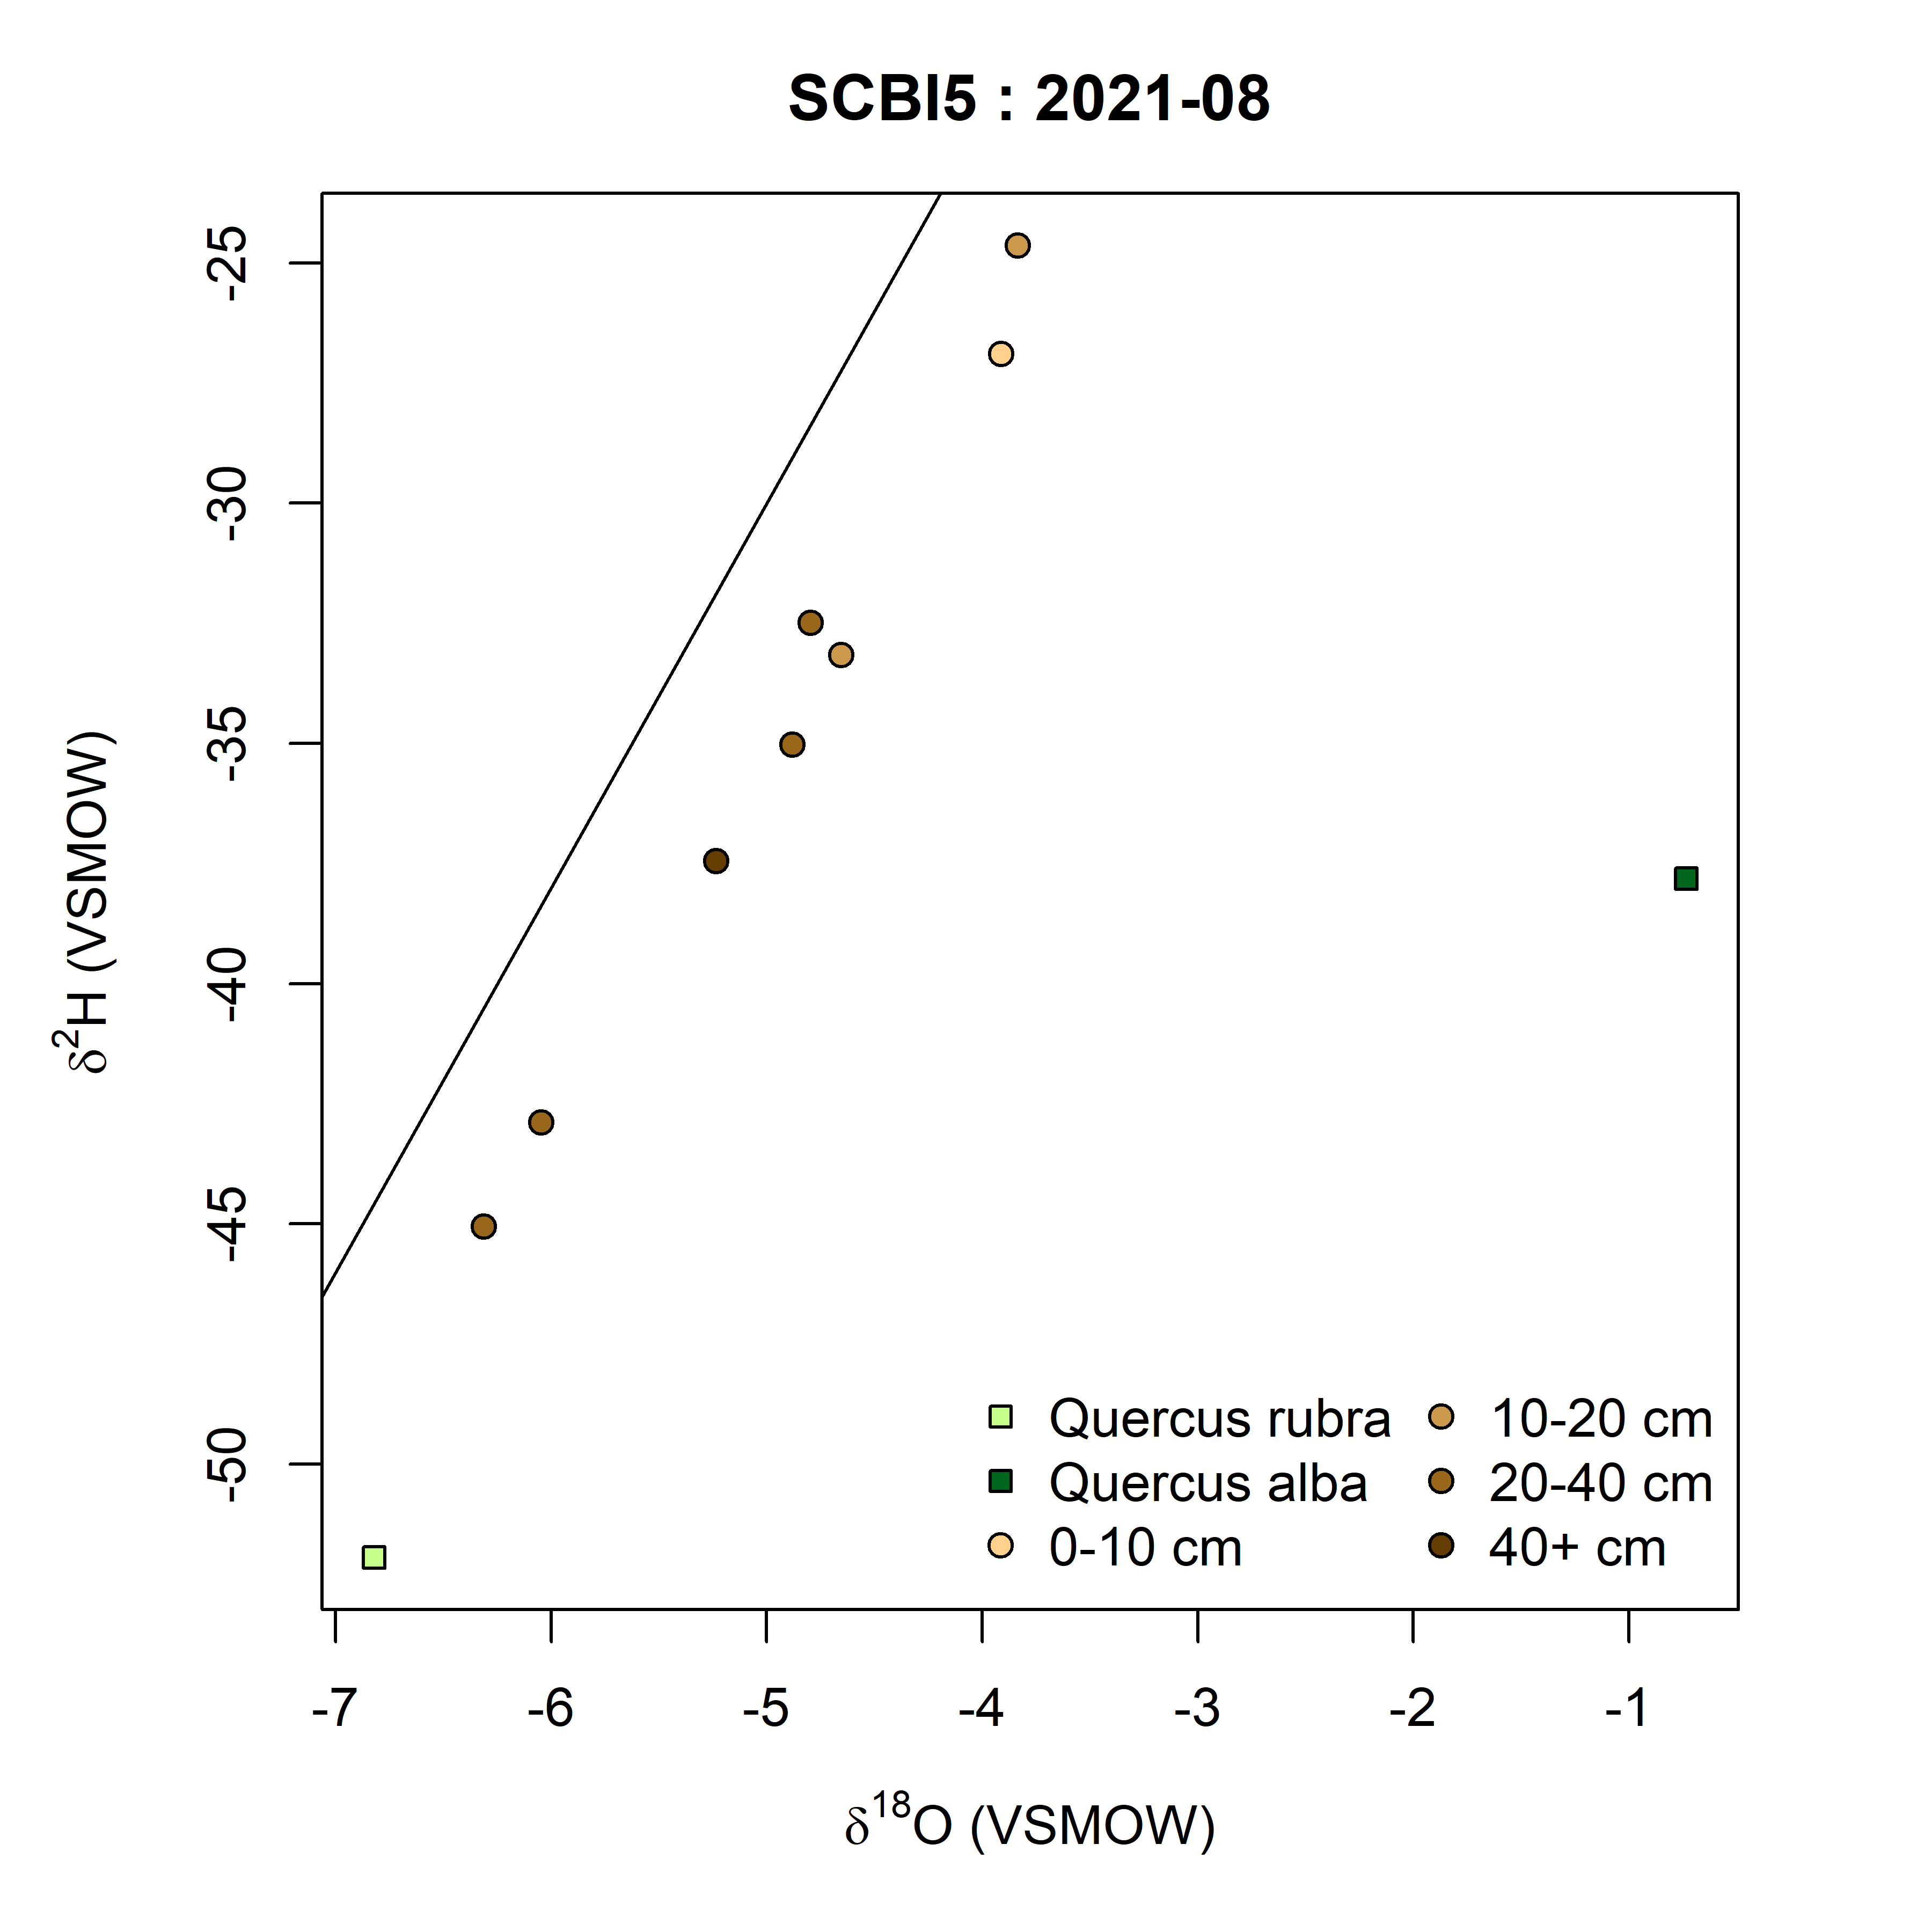 SCBI5 : 2021-08
-25
-30
-35
-40
-45
-50
δ²H (VSMOW)
Quercus rubra
Quercus alba
0-10 cm
10-20 cm
20-40 cm
40+ cm
-7 -6 -5 -4 -3 -2 -1
δ¹⁸O (VSMOW)